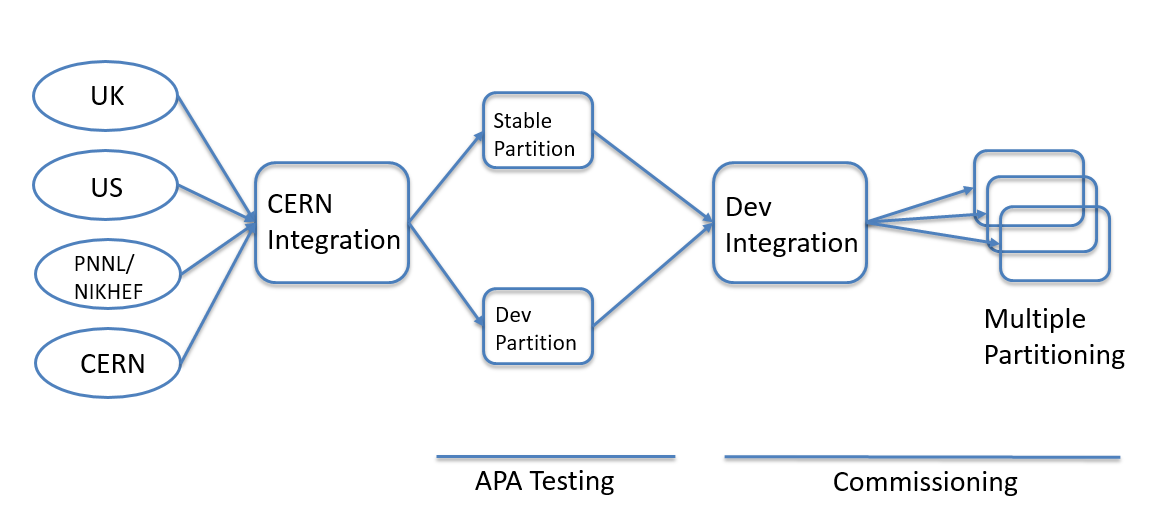 UK
US
PNNL/
NIKHEF
CERN
CERN
Integration
Stable
Partition
Dev
Partition
Dev
Integration
Multiple
Partitioning
APA Testing
Commissioning